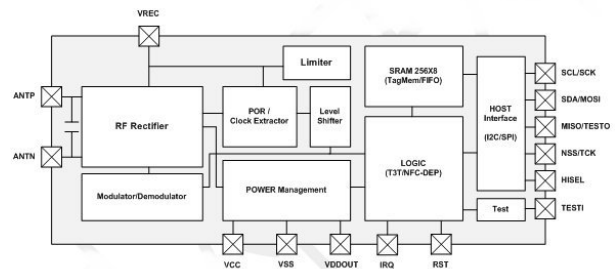 VREC
Limiter
SRAM 256X8
(TagMem/FIFO)
SCL/SCK
ANTP
RF Rectifier
POR /
Clock Extractor
Level
Shifter
HOST
Interface
(I2C/SPI)
SDA/MOSI
MISO/TESTO
ANTN
LOGIC
(T3T/NFC-DEP)
NSS/TCK
Modulator/Demodulator
POWER Management
HISEL
Test
TESTI
VCC
VSS
VDDOUT
IRQ
RST